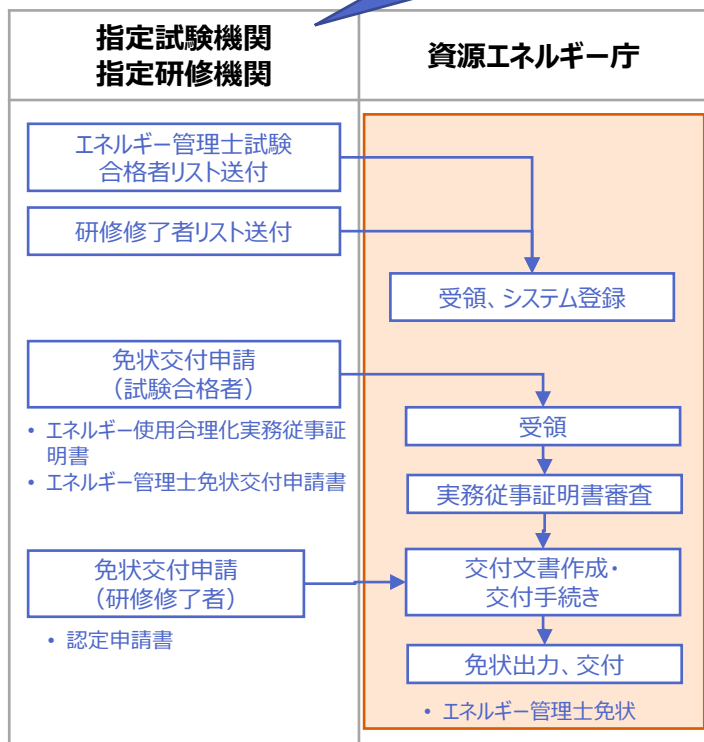 指定試験機関
指定研修機関
資源エネルギー庁
エネルギー管理士試験
合格者リスト送付
研修修了者リスト送付
受領、システム登録
免状交付申請
（試験合格者）
• エネルギー使用合理化実務従事証
明書
• エネルギー管理士免状交付申請書
受領
実務従事証明書審査
免状交付申請
（研修修了者）
• 認定申請書
交付文書作成・
交付手続き
免状出力、交付
• エネルギー管理士免状